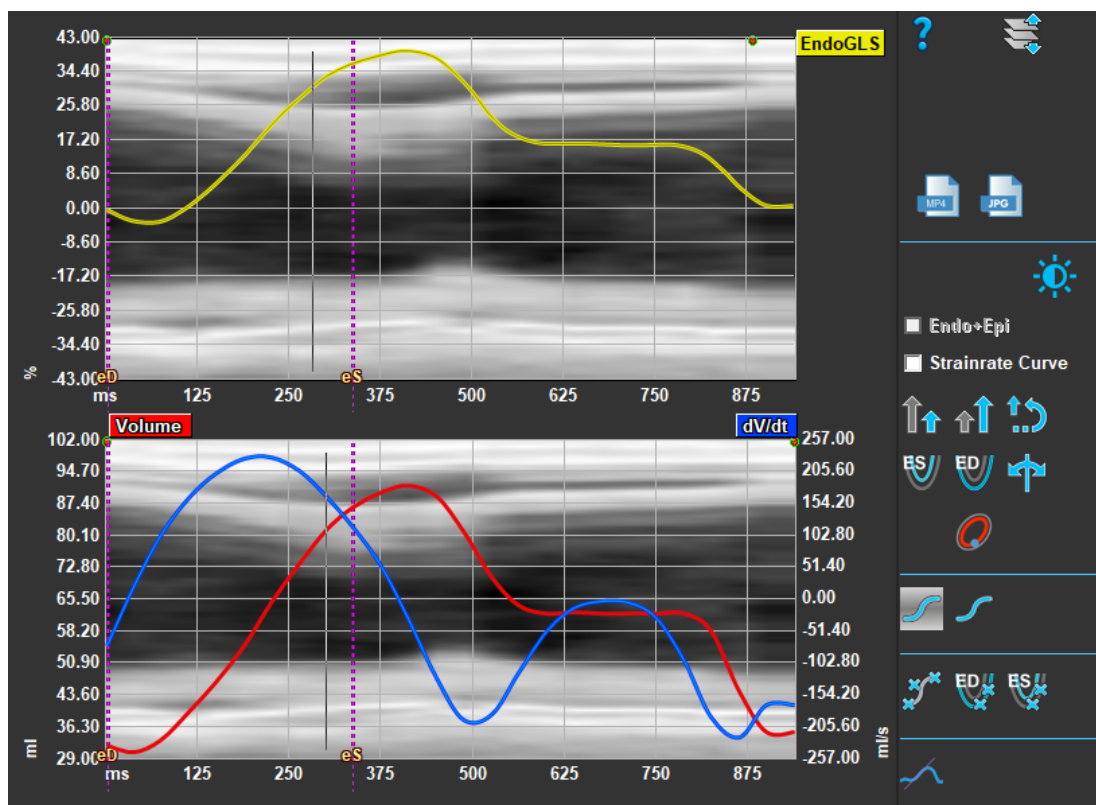 43.00
EndoGLS
34.40
25.80
17.20
8.60
0.00
-8.60
-17.20
-25.80
-34.40
-43.00
%
eD
eS
ms 125 250 375 500 625 750 875
Volume
dV/dt
102.00
94.70
87.40
80.10
72.80
65.50
58.20
50.90
43.60
36.30
29.00
ml
257.00
205.60
154.20
102.80
51.40
0.00
-51.40
-102.80
-154.20
-205.60
-257.00
ml/s
eD
eS
ms 125 250 375 500 625 750 875
?
MP4
JPG
Endo+Epi
Strainrate Curve
ES
ED
ED
ES